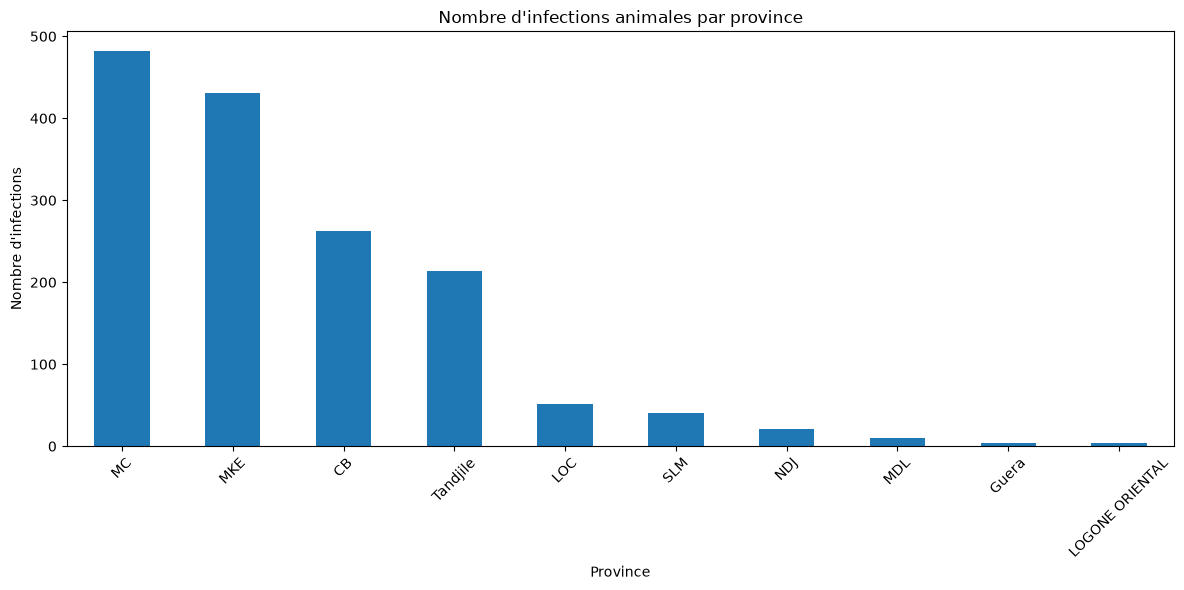 Nombre d'infections animales par province
Nombre d'infections
500
400
300
200
100
0
MC
MKE
CB
Tandjile
LOC
SLM
NDJ
MDL
Guera
LOGONE ORIENTAL
Province